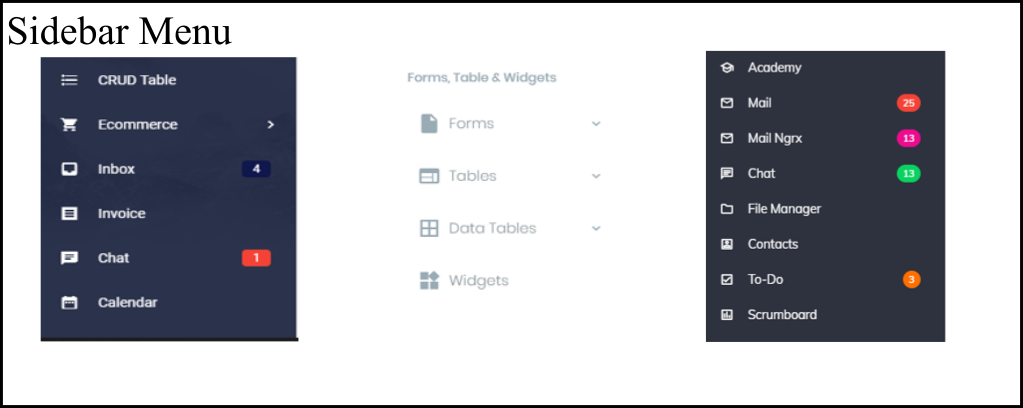 Sidebar Menu
CRUD Table
Ecommerce
Inbox 4
Invoice
Chat 1
Calendar
Forms, Table & Widgets
Forms
Tables
Data Tables
Widgets
Academy
Mail 25
Mail Ngrx 13
Chat 13
File Manager
Contacts
To-Do 3
Scrumboard